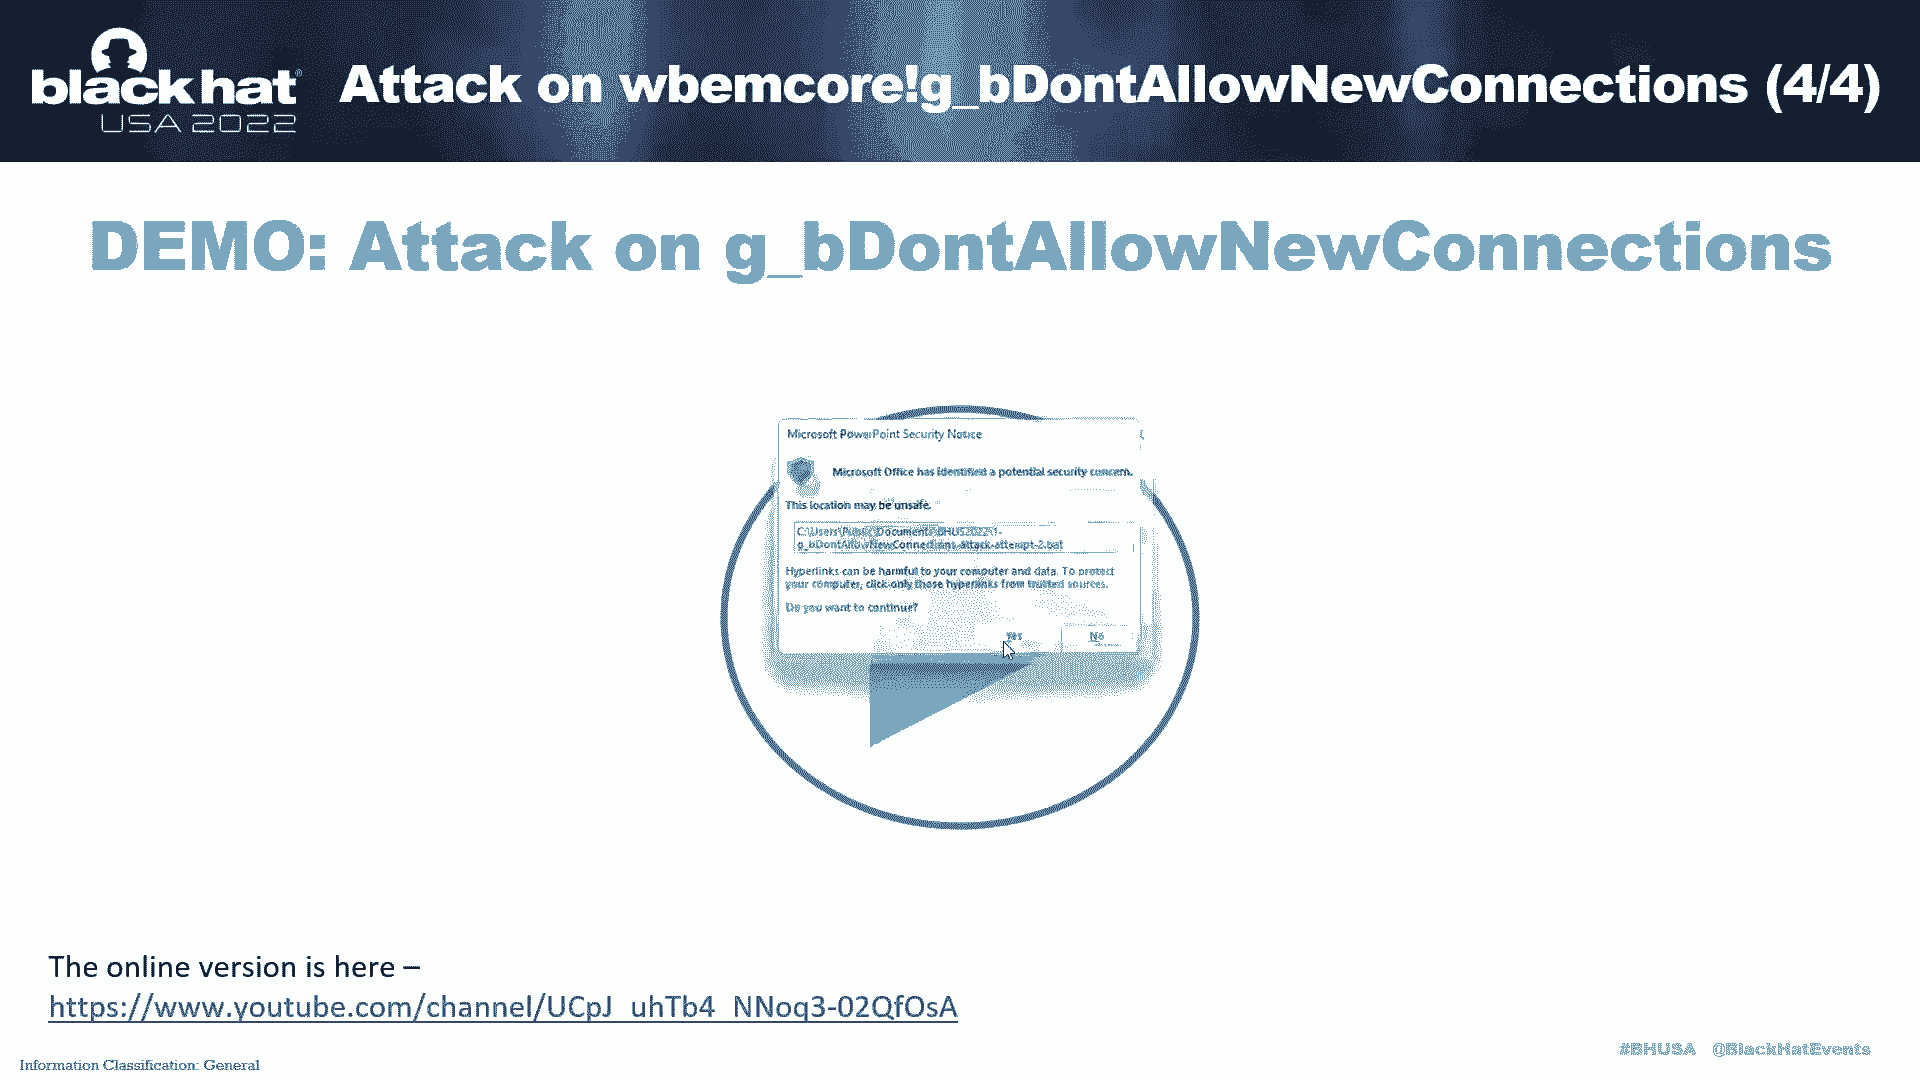 black hat®
USA 2022
Attack on wbemcore!g_bDontAllowNewConnections (4/4)
DEMO: Attack on g_bDontAllowNewConnections
Microsoft PowerPoint Security Notice
Microsoft Office has identified a potential security concern.
This location may be unsafe.
C:\Users\Public\Documents\BHUS2022\1-
g_bDontAllowNewConnections-attack-attempt-2.bat
Hyperlinks can be harmful to your computer and data. To protect
your computer, click only those hyperlinks from trusted sources.
Do you want to continue?
Yes
No
The online version is here –
https://www.youtube.com/channel/UCpJ_uhTb4_NNoq3-02QfOsA
#BHUSA @BlackHatEvents
Information Classification: General